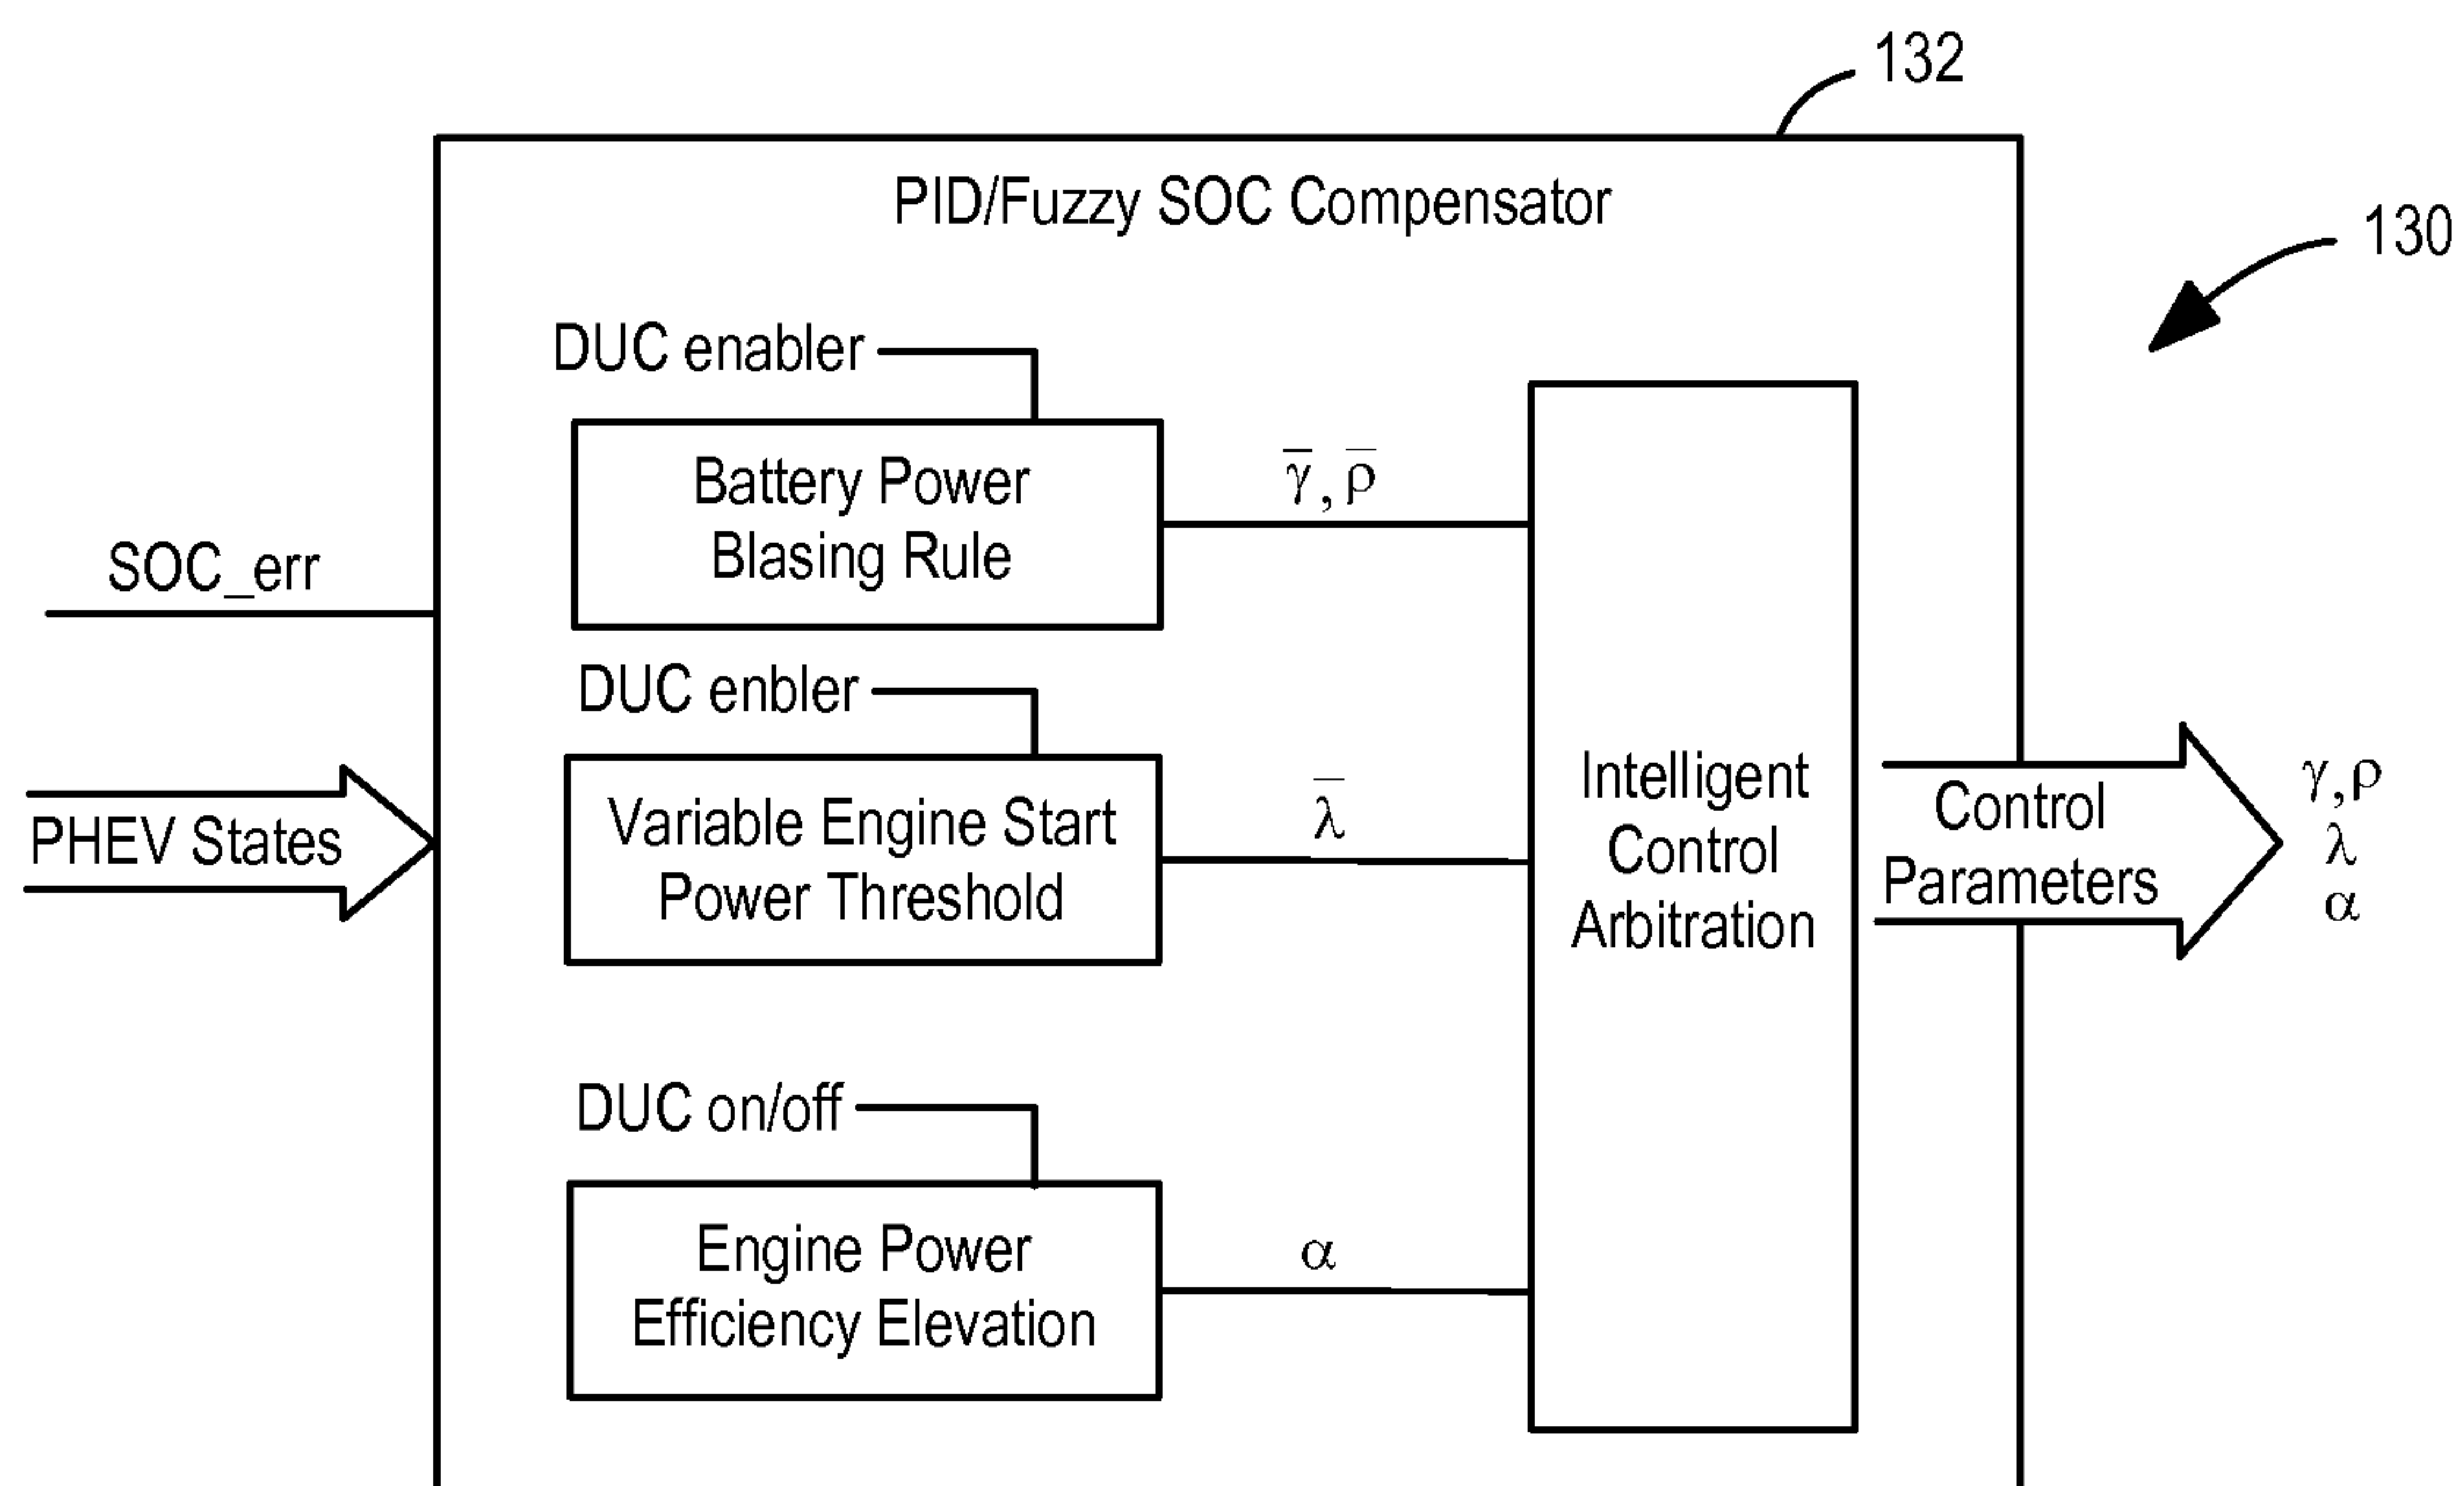 132
PID/Fuzzy SOC Compensator
130
DUC enabler
Battery Power
Blasing Rule
γ̅, ρ̅
SOC_err
DUC enbler
Variable Engine Start
Power Threshold
λ̅
PHEV States
Intelligent
Control
Arbitration
Control
Parameters
γ,ρ
λ
α
DUC on/off
Engine Power
Efficiency Elevation
α